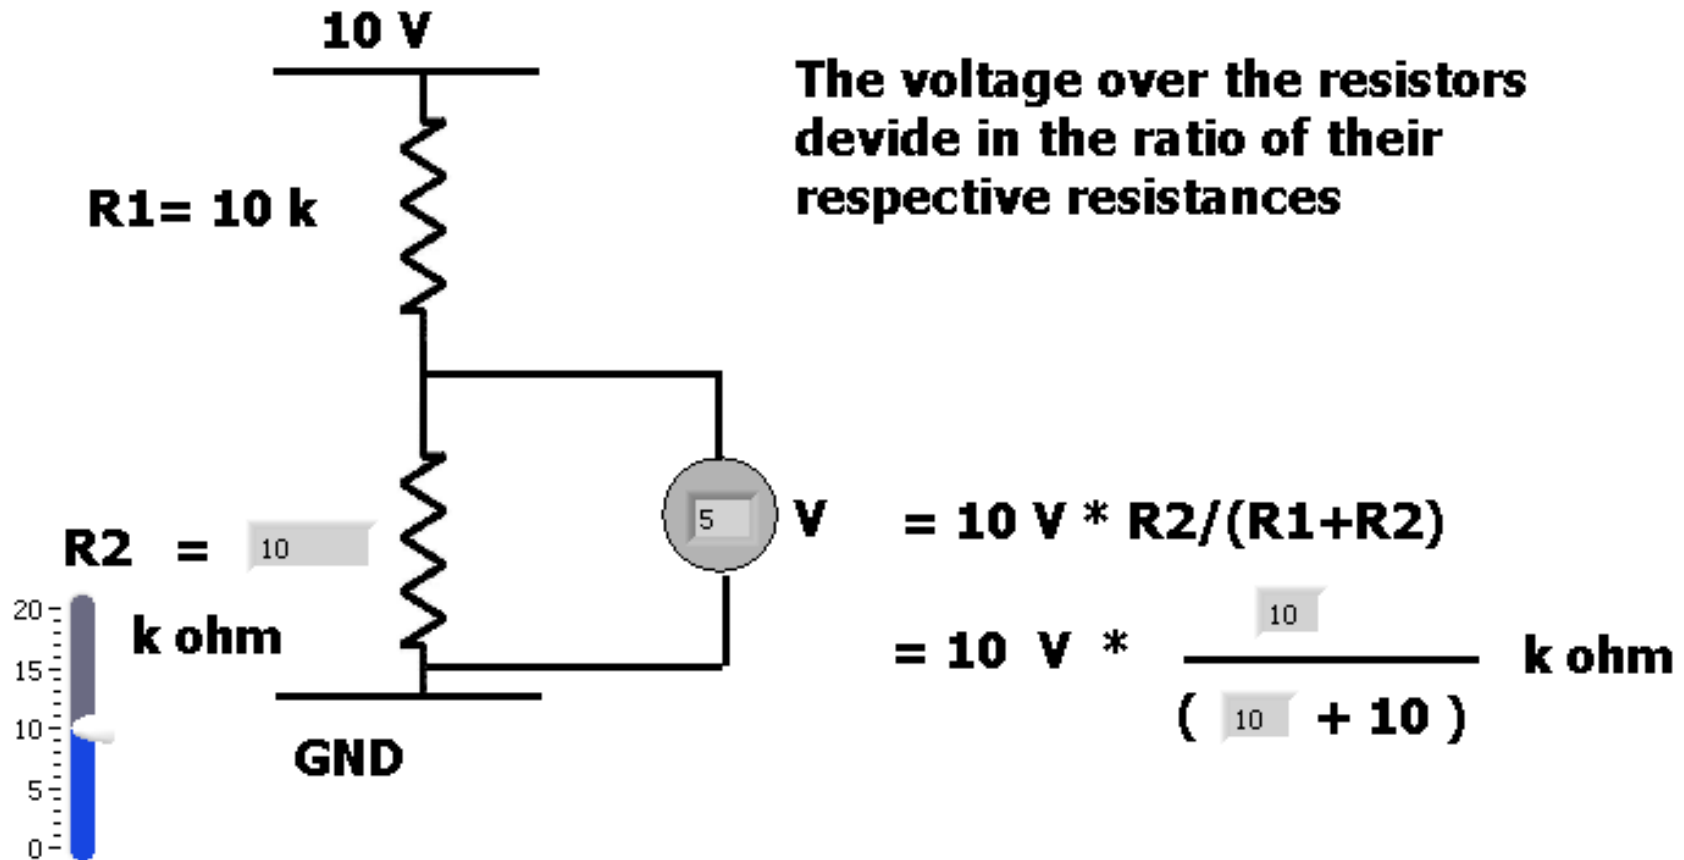 10 V
The voltage over the resistors
devide in the ratio of their
respective resistances
R1= 10 k
R2 = 10
k ohm
20
15
10
5
0
5 V = 10 V * R2/(R1+R2)
= 10 V * 10 k ohm
( 10 + 10 )
GND